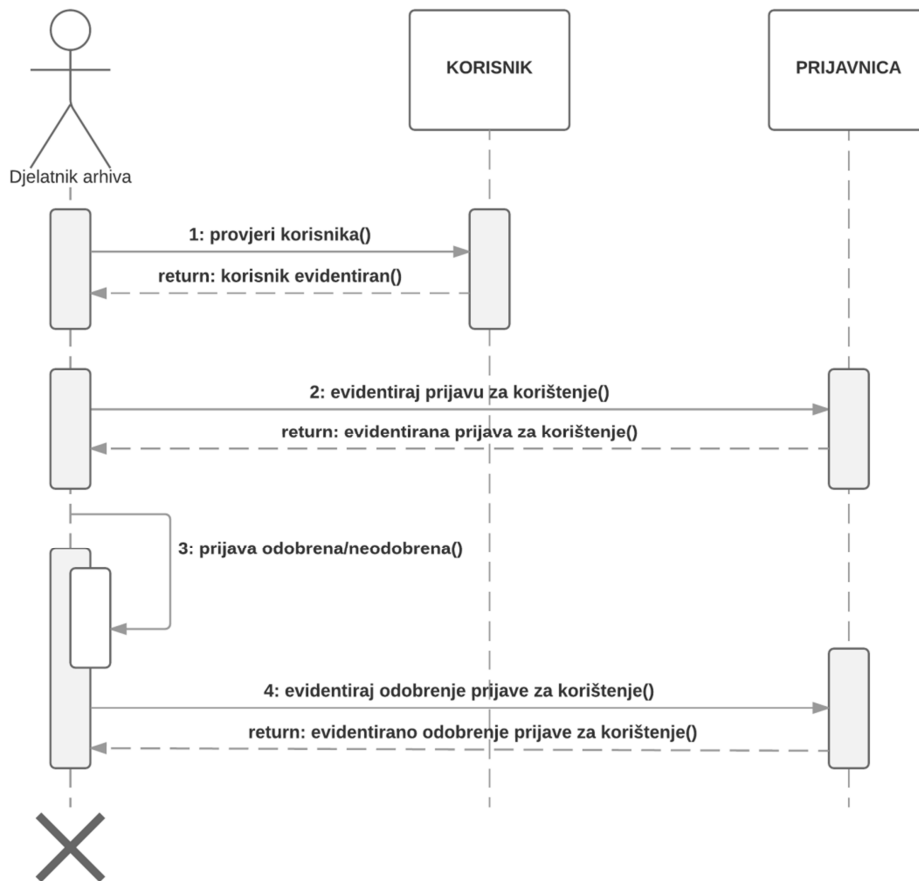 KORISNIK
PRIJAVNICA
Djelatnik arhiva
1: provjeri korisnika()
return: korisnik evidentiran()
2: evidentiraj prijavu za korištenje()
return: evidentirana prijava za korištenje()
3: prijava odobrena/neodobrena()
4: evidentiraj odobrenje prijave za korištenje()
return: evidentirano odobrenje prijave za korištenje()